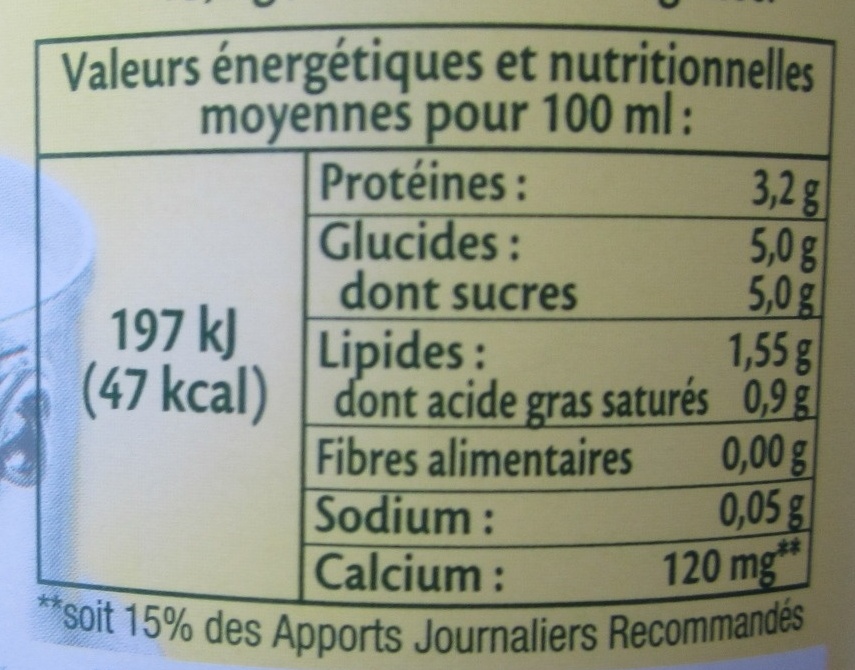 Valeurs énergétiques et nutritionnelles
moyennes pour 100 ml :
197 kJ
(47 kcal)
Protéines : 3,2 g
Glucides : 5,0 g
dont sucres 5,0 g
Lipides : 1,55 g
dont acide gras saturés 0,9 g
Fibres alimentaires 0,00 g
Sodium : 0,05 g
Calcium : 120 mg**
**soit 15% des Apports Journaliers Recommandés